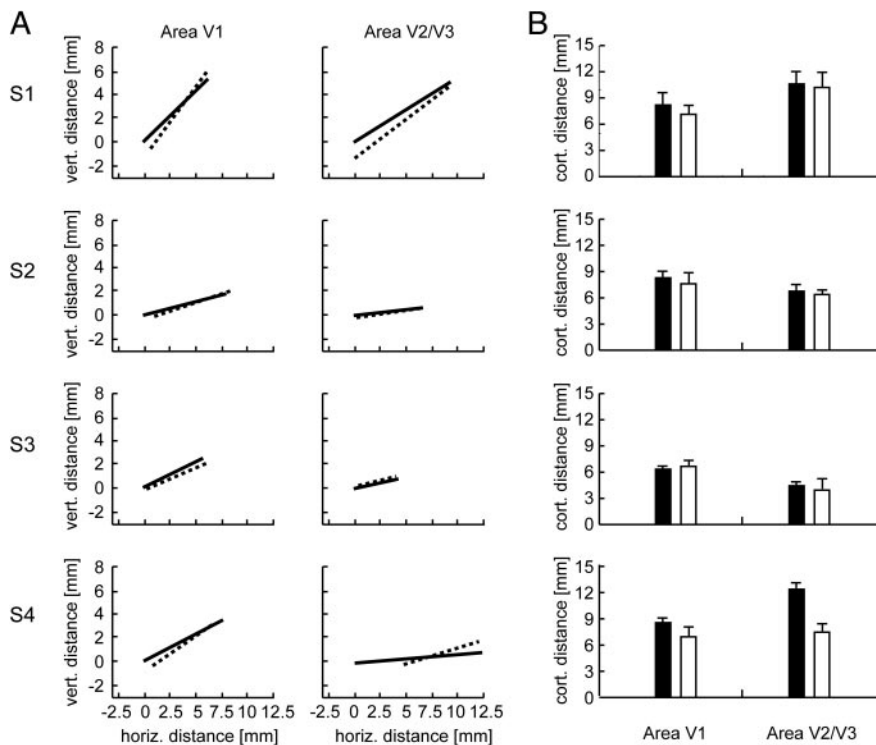 A
B
Area V1
Area V2/V3
S1
vert. distance [mm]
8
6
4
2
0
-2
cort. distance [mm]
15
12
9
6
3
0
S2
vert. distance [mm]
8
6
4
2
0
-2
cort. distance [mm]
15
12
9
6
3
0
S3
vert. distance [mm]
8
6
4
2
0
-2
cort. distance [mm]
15
12
9
6
3
0
S4
vert. distance [mm]
8
6
4
2
0
-2
cort. distance [mm]
15
12
9
6
3
0
-2.5 0 2.5 5 7.5 10 12.5
-2.5 0 2.5 5 7.5 10 12.5
horiz. distance [mm]
horiz. distance [mm]
Area V1
Area V2/V3